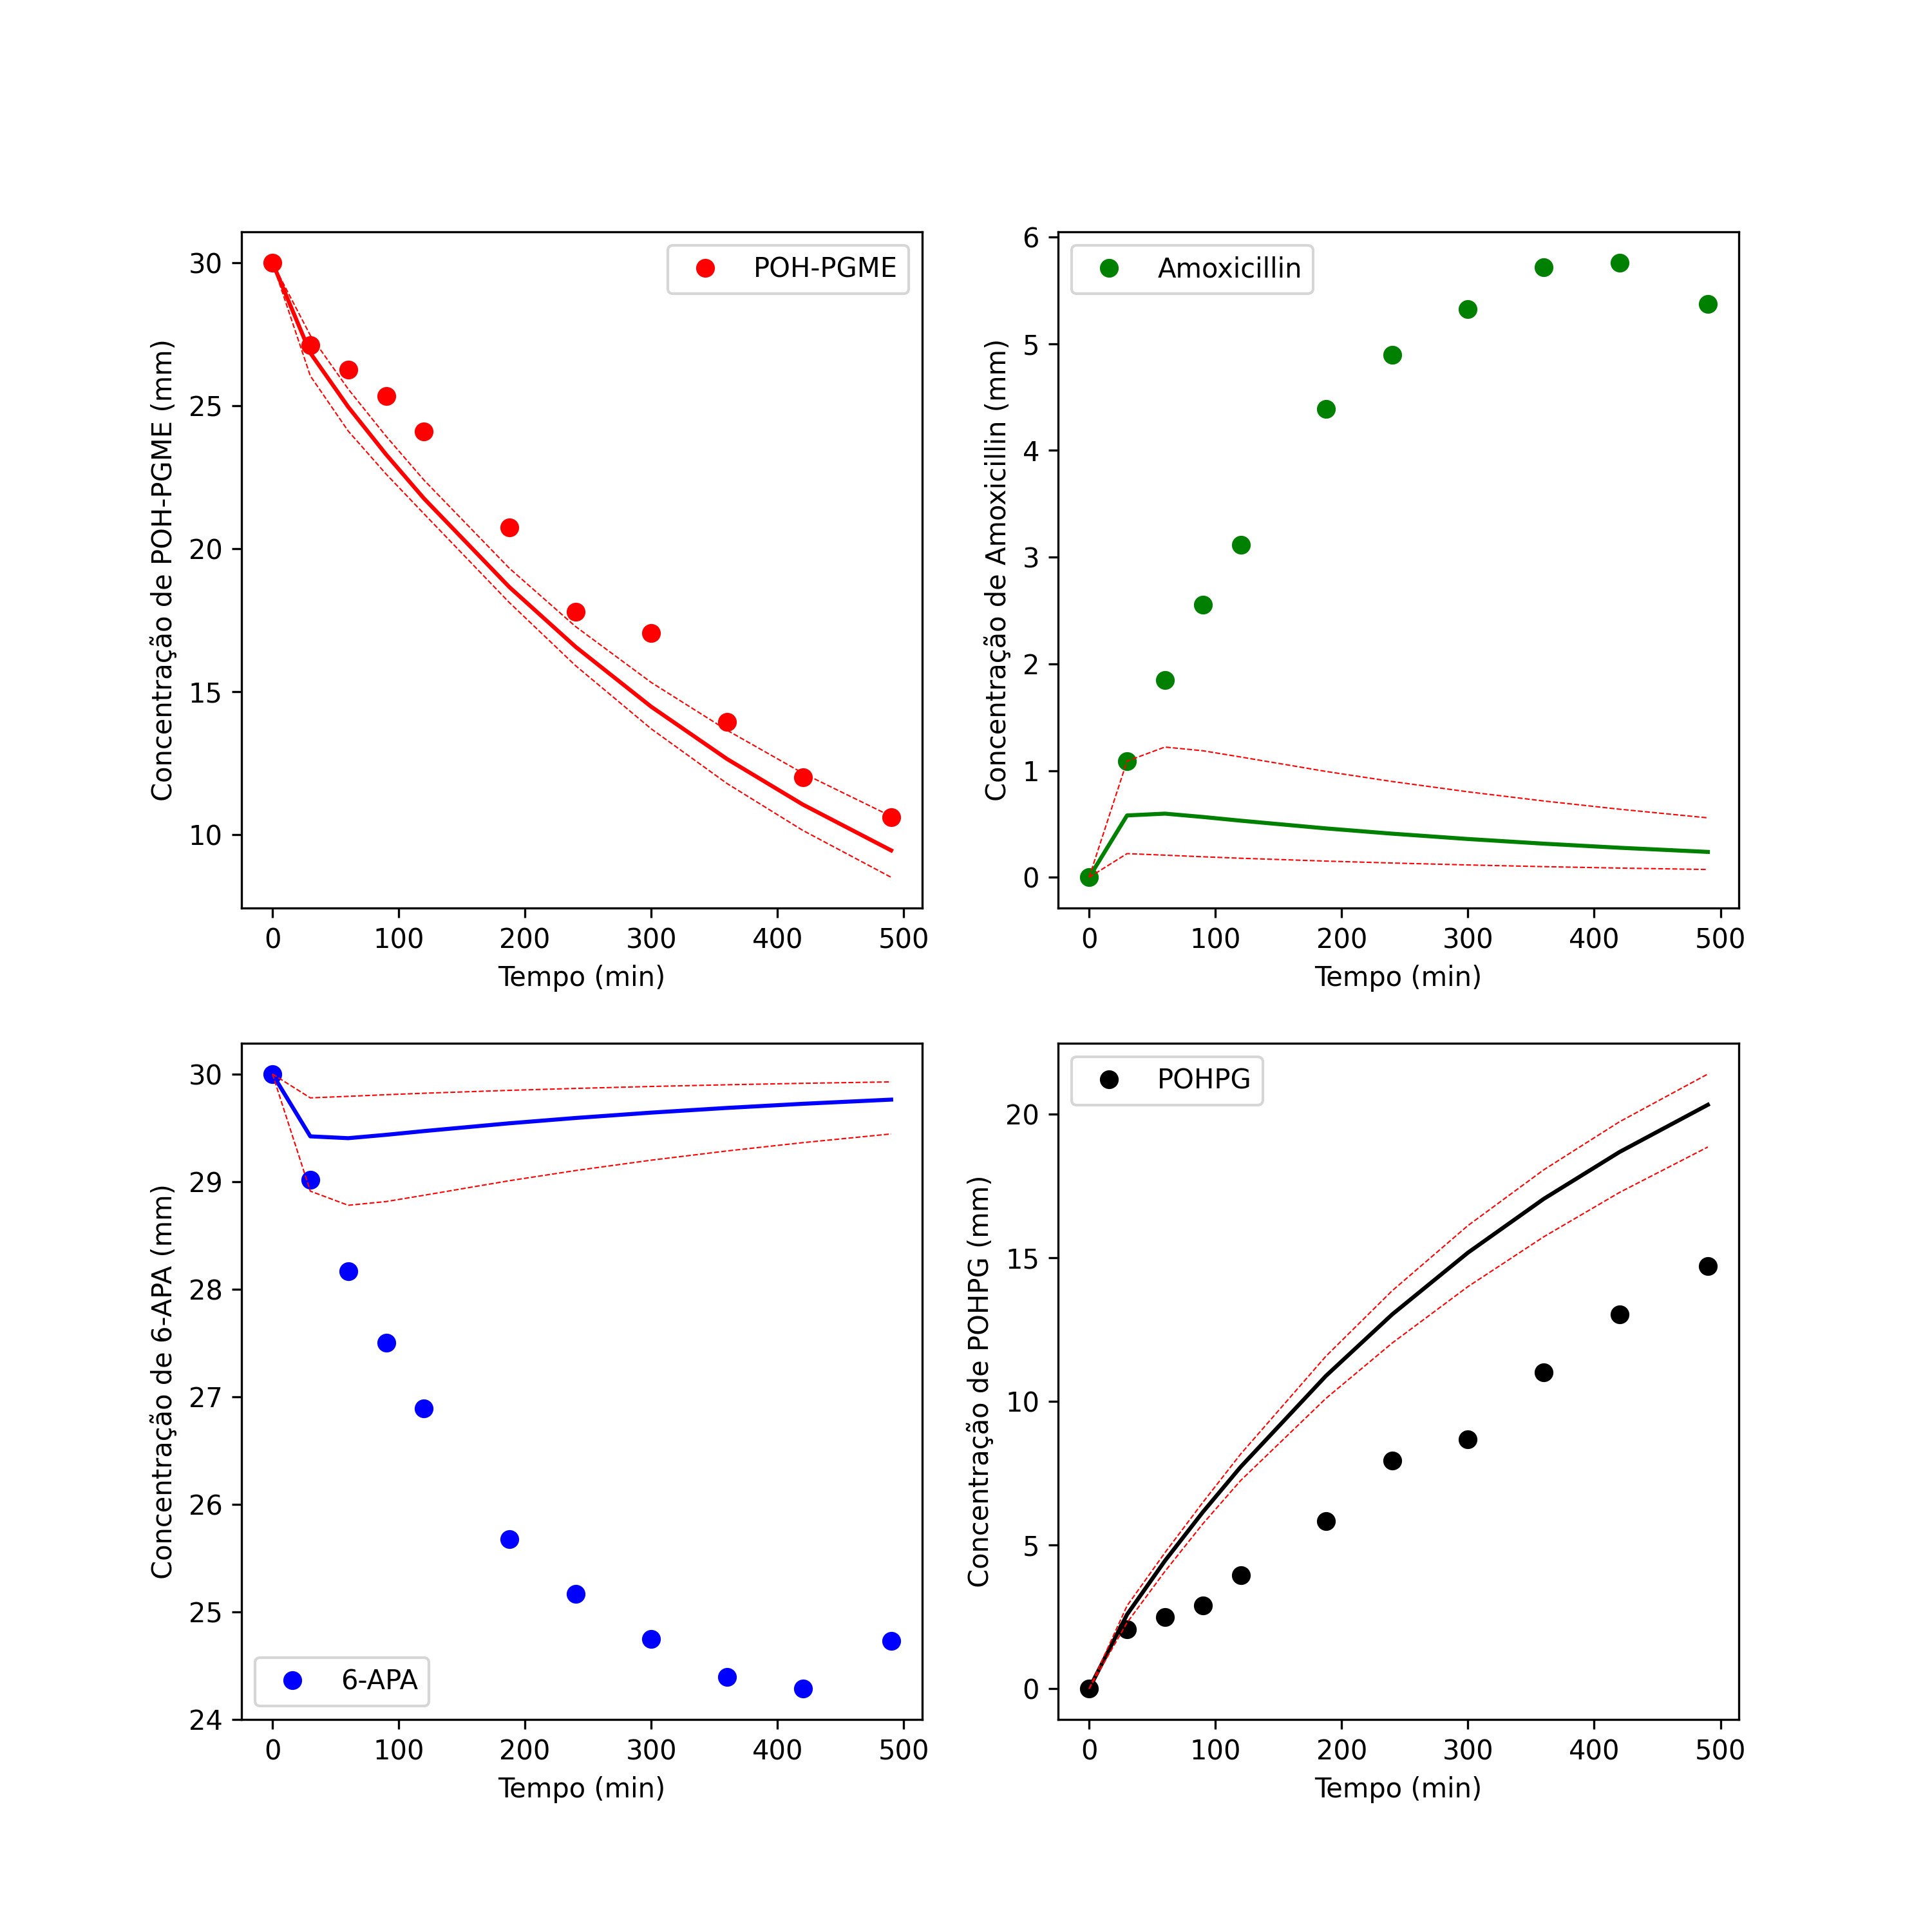 POH-PGME
Concentração de POH-PGME (mm)
30
25
20
15
10
0 100 200 300 400 500
Tempo (min)
Amoxicillin
Concentração de Amoxicillin (mm)
6
5
4
3
2
1
0
0 100 200 300 400 500
Tempo (min)
Concentração de 6-APA (mm)
30
29
28
27
26
25
24
6-APA
0 100 200 300 400 500
Tempo (min)
POHPG
Concentração de POHPG (mm)
20
15
10
5
0
0 100 200 300 400 500
Tempo (min)